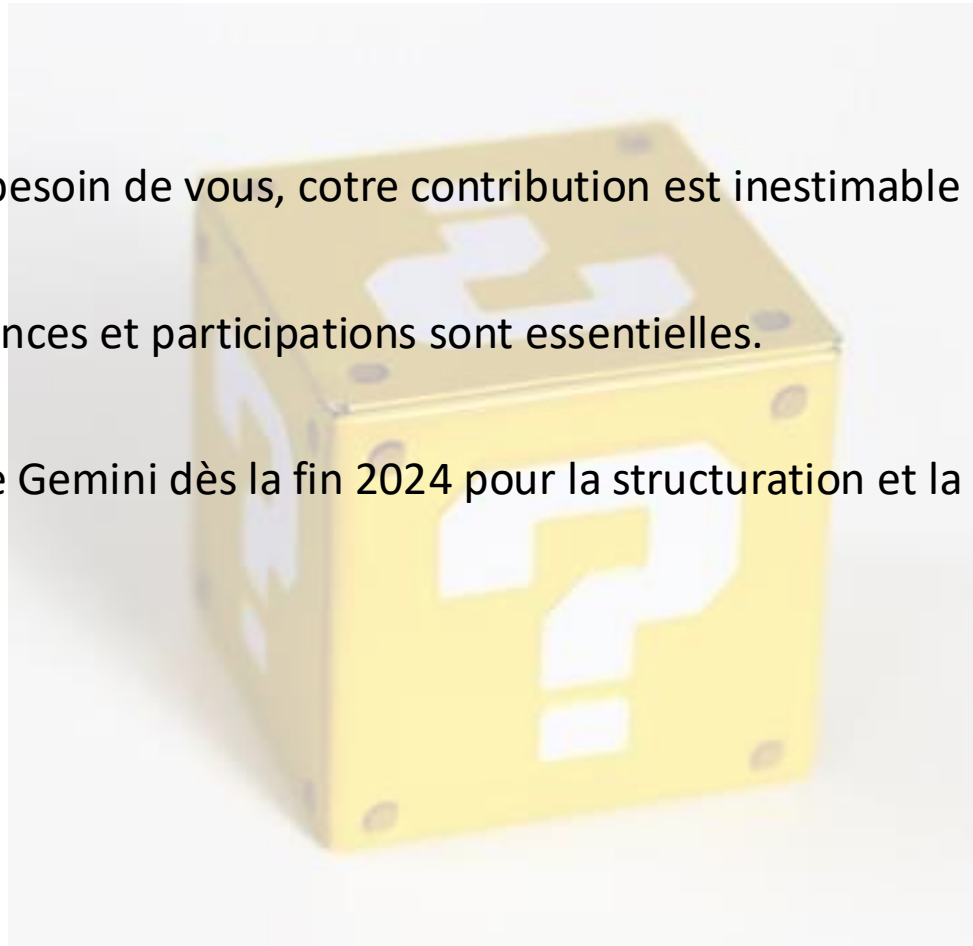 besoin de vous, cotre contribution est inestimable
nces et participations sont essentielles.
e Gemini dès la fin 2024 pour la structuration et la